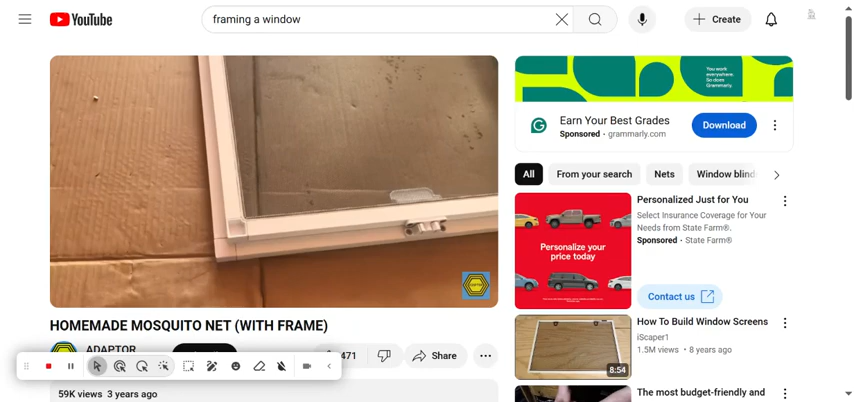 YouTube
framing a window
Create
You work
everywhere.
So does
Grammarly.
Earn Your Best Grades
Sponsored · grammarly.com
Download
All
From your search
Nets
Window blind
Personalize your
price today
Personalized Just for You
Select Insurance Coverage for Your
Needs from State Farm®.
Sponsored · State Farm®
Contact us
HOMEMADE MOSQUITO NET (WITH FRAME)
ADAPTOR
471
Share
59K views 3 years ago
8:54
How To Build Window Screens
iScaper1
1.5M views • 8 years ago
The most budget-friendly and